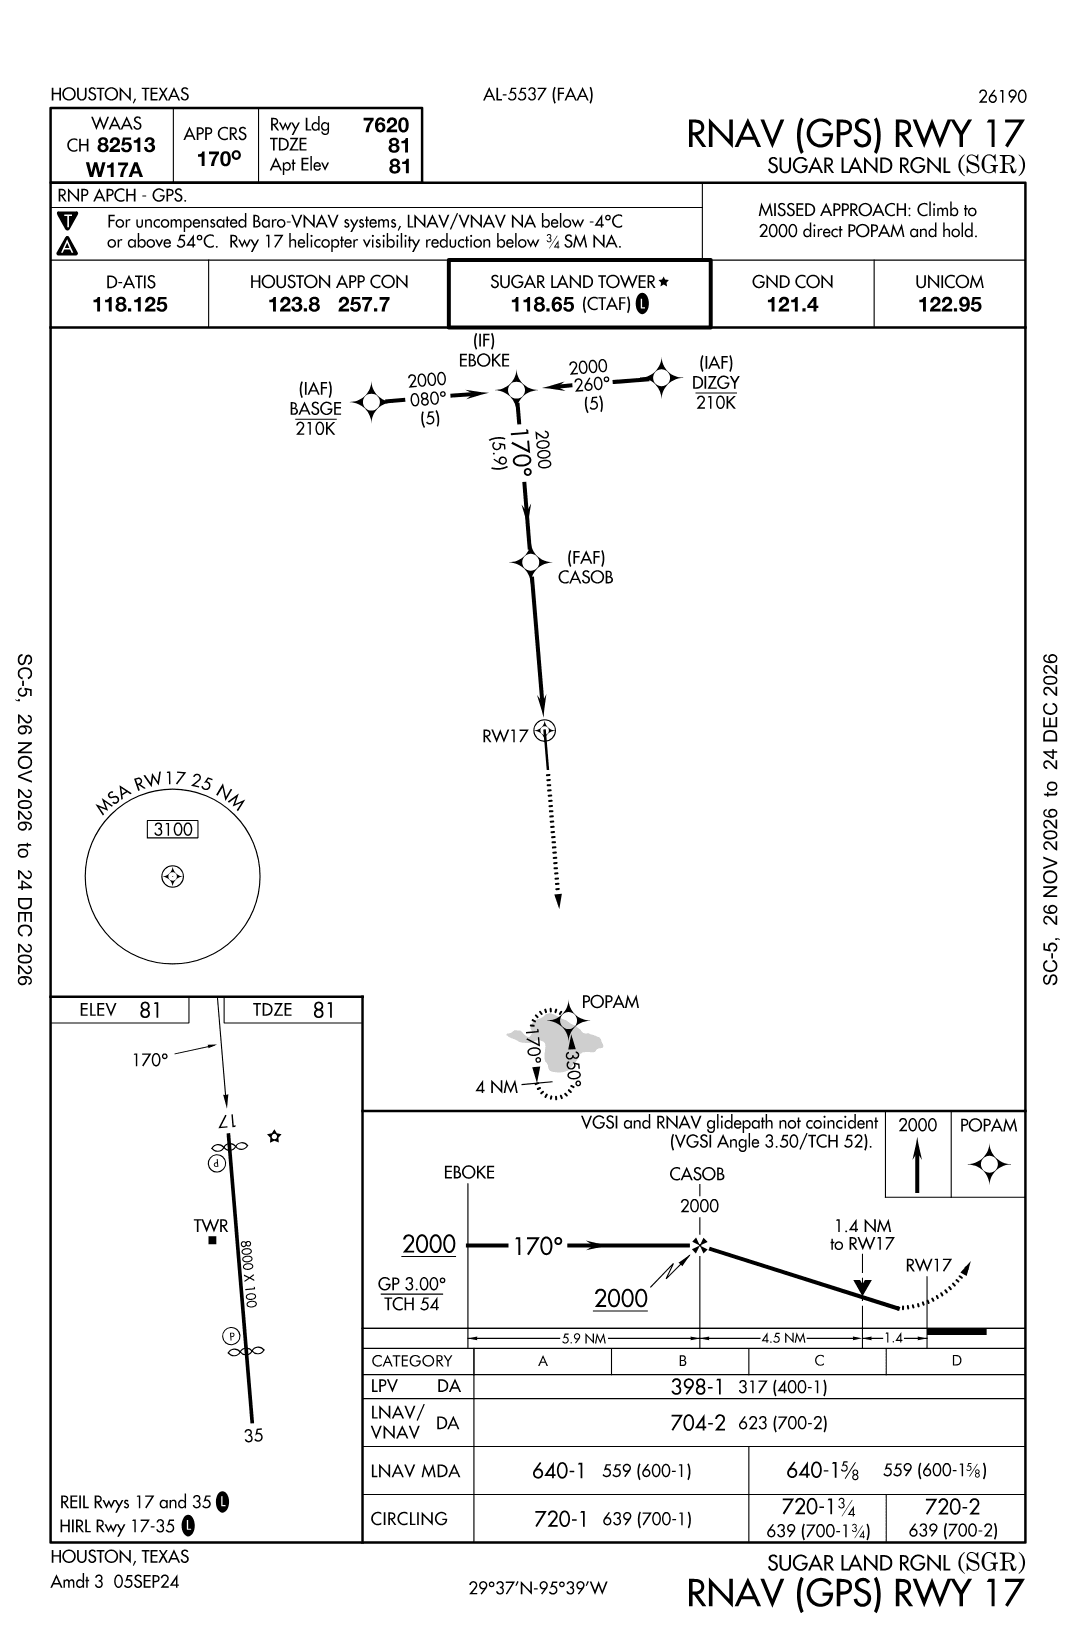 HOUSTON, TEXAS
AL-5537 (FAA)
26190
WAAS
CH 82513
W17A
APP CRS
170°
Rwy Ldg 7620
TDZE 81
Apt Elev 81
RNAV (GPS) RWY 17
SUGAR LAND RGNL (SGR)
RNP APCH - GPS.
T
A
For uncompensated Baro-VNAV systems, LNAV/VNAV NA below -4°C
or above 54°C. Rwy 17 helicopter visibility reduction below ¾ SM NA.
MISSED APPROACH: Climb to
2000 direct POPAM and hold.
D-ATIS
118.125
HOUSTON APP CON
123.8 257.7
SUGAR LAND TOWER★
118.65 (CTAF) L
GND CON
121.4
UNICOM
122.95
(IF)
EBOKE
(IAF)
BASGE
210K
2000
080°
(5)
2000
260°
(5)
(IAF)
DIZGY
210K
2000
170°
(5.9)
(FAF)
CASOB
RW17
MSA RW17 25 NM
3100
POPAM
170°
350°
4 NM
SC-5, 26 NOV 2026 to 24 DEC 2026
SC-5, 26 NOV 2026 to 24 DEC 2026
ELEV 81
TDZE 81
170°
17
P
TWR
8000 X 100
P
35
REIL Rwys 17 and 35 L
HIRL Rwy 17-35 L
VGSI and RNAV glidepath not coincident
(VGSI Angle 3.50/TCH 52).
2000
POPAM
EBOKE
CASOB
2000
1.4 NM
to RW17
RW17
2000
170°
GP 3.00°
TCH 54
2000
5.9 NM
4.5 NM
1.4
CATEGORY A B C D
LPV DA 398-1 317 (400-1)
LNAV/
VNAV DA 704-2 623 (700-2)
LNAV MDA 640-1 559 (600-1) 640-1⅝ 559 (600-1⅝)
CIRCLING 720-1 639 (700-1)
720-1¾
639 (700-1¾)
720-2
639 (700-2)
HOUSTON, TEXAS
Amdt 3 05SEP24
29°37'N-95°39'W
SUGAR LAND RGNL (SGR)
RNAV (GPS) RWY 17